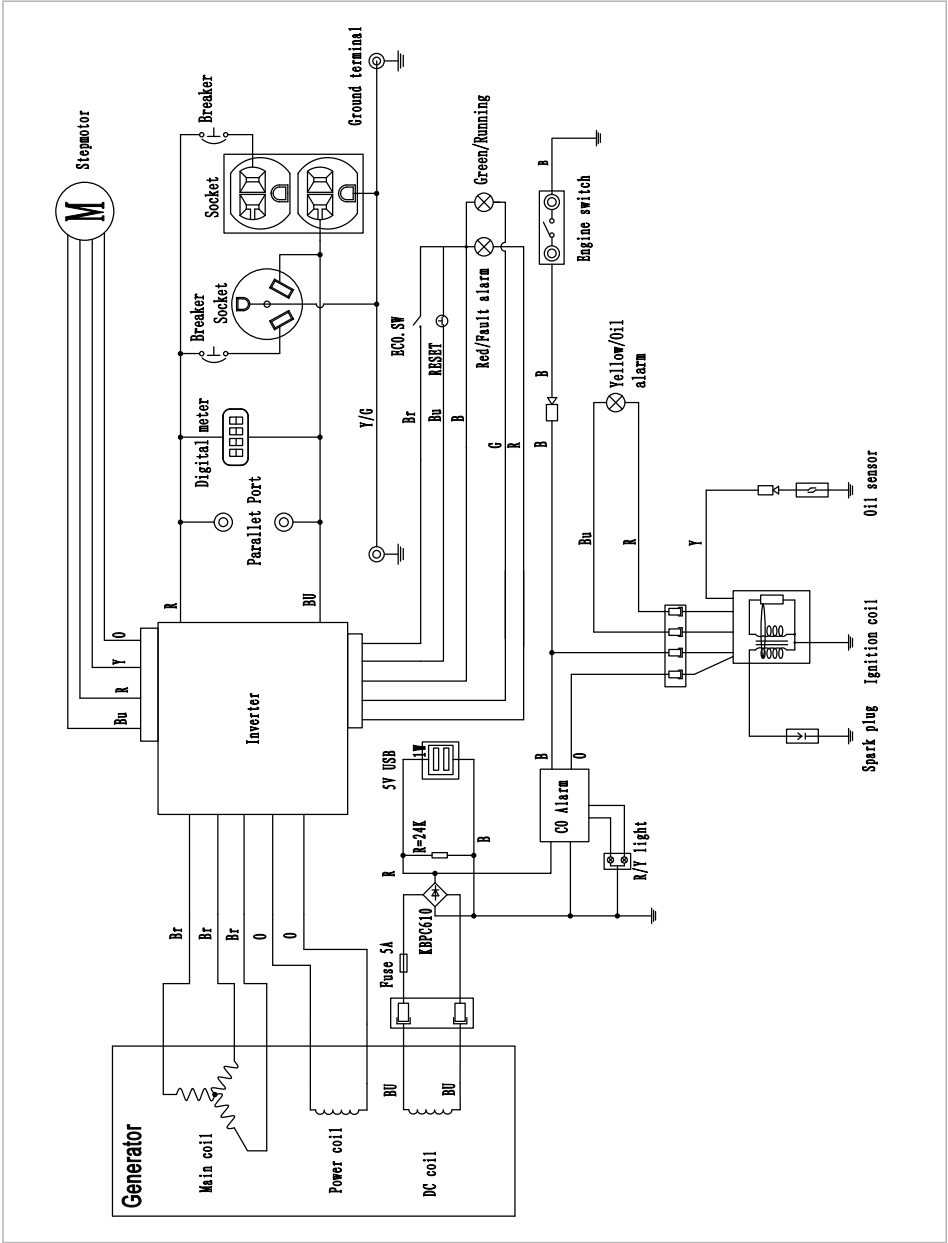 Generator
Main coil
Power coil
DC coil
Br
Br
Br
O
O
BU
BU
Fuse 5A
KBPC610
R
R=24K
B
5V USB
1W
Inverter
Bu
R
Y
O
Stepmotor
M
R
BU
Parallet Port
Digital meter
Breaker
Socket
Socket
Breaker
Ground terminal
Y/G
Br
Bu
B
G
R
ECO.SW
RESET
Red/Fault alarm
Green/Running
CO Alarm
R/Y light
B
O
B
B
Engine switch
B
Bu
R
Yellow/Oil
alarm
Y
Spark plug
Ignition coil
Oil sensor